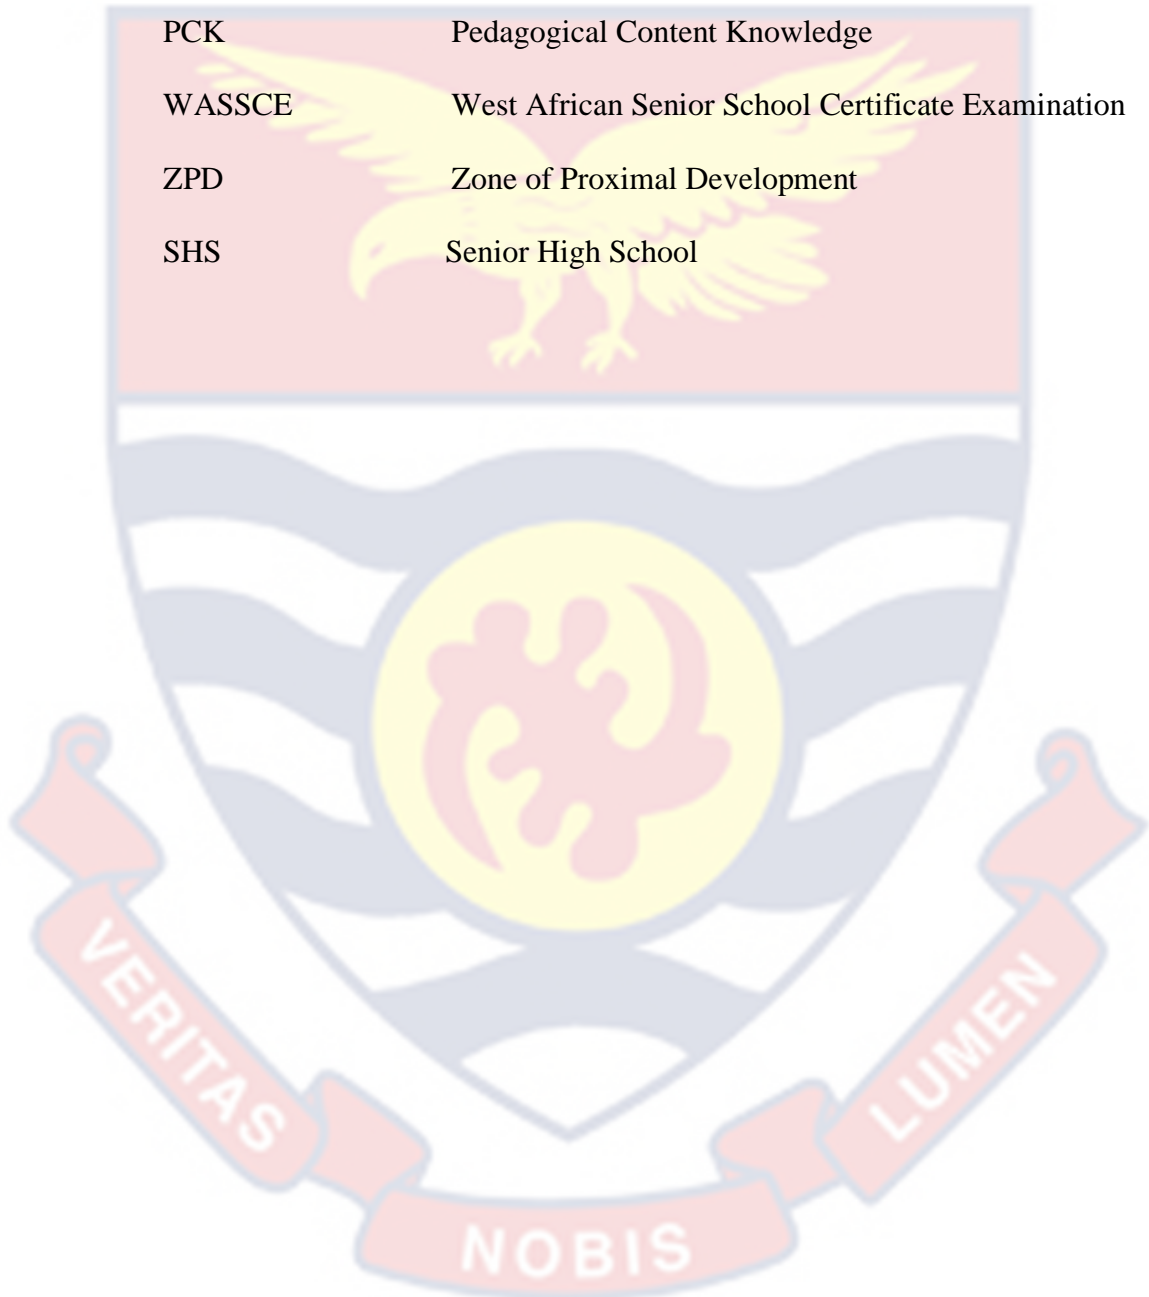 PCK Pedagogical Content Knowledge
WASSCE West African Senior School Certificate Examination
ZPD Zone of Proximal Development
SHS Senior High School
VERITAS
NOBIS
LUMEN